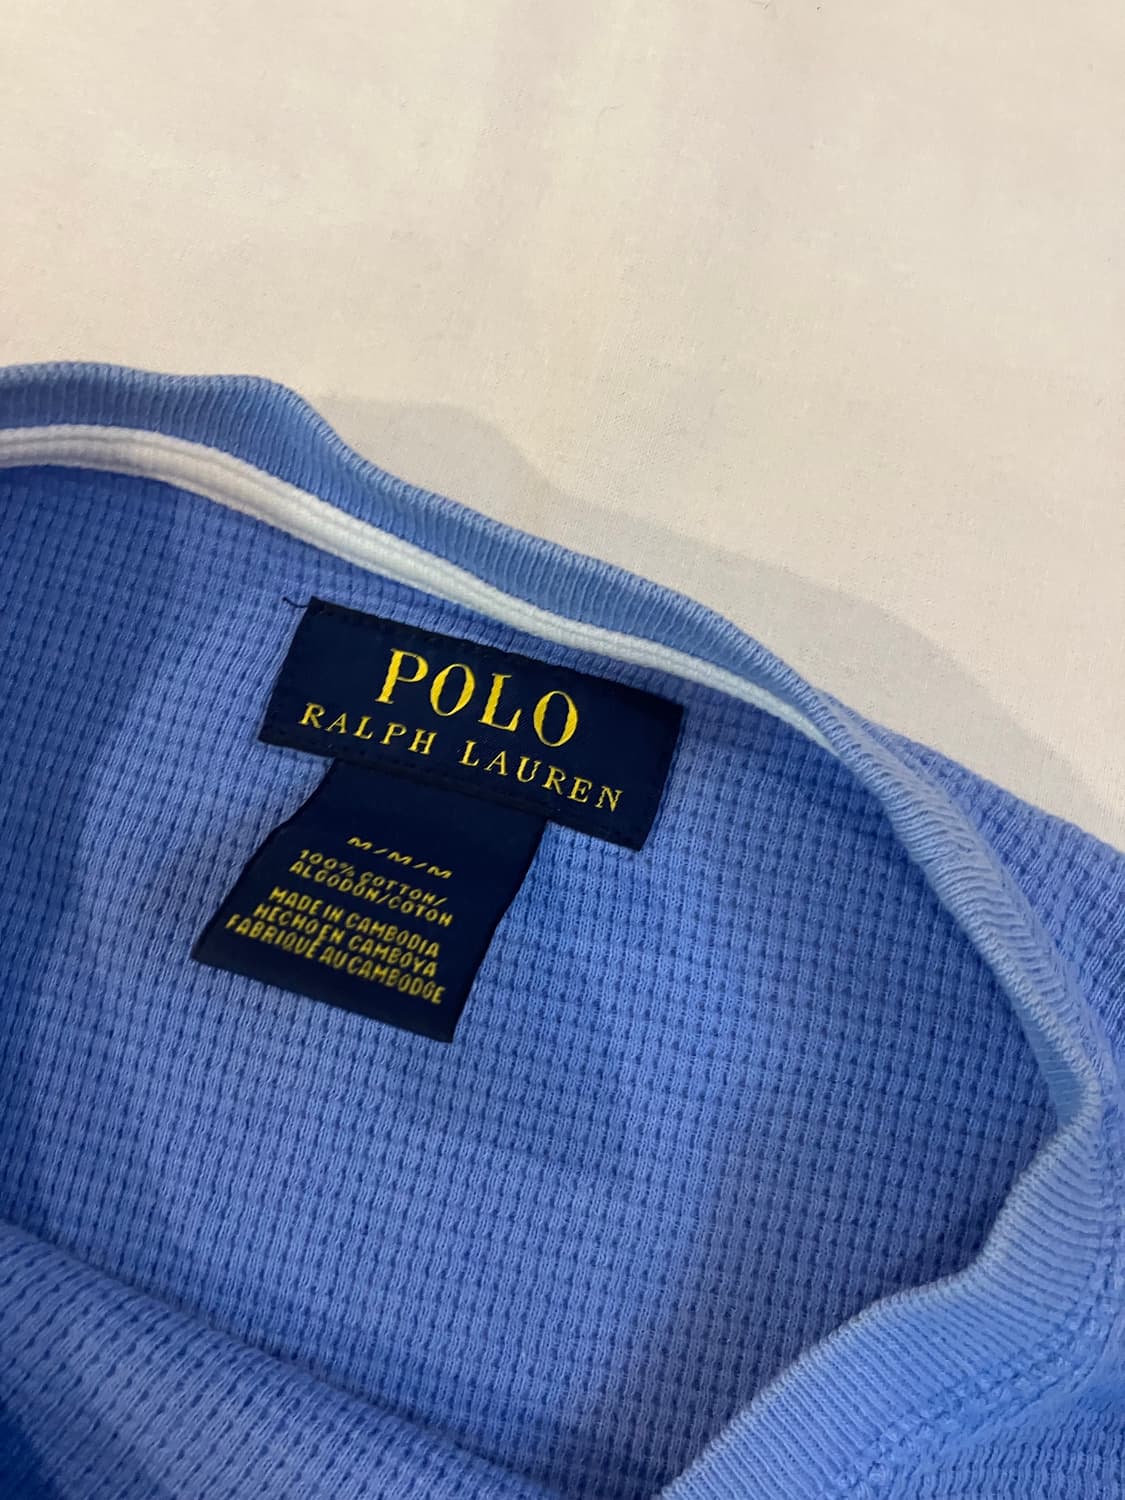 POLO
RALPH LAUREN
M/M/M
100% COTTON/
ALGODÓN/COTON
MADE IN CAMBODIA
HECHO EN CAMBOYA
FABRIQUÉ AU CAMBODGE